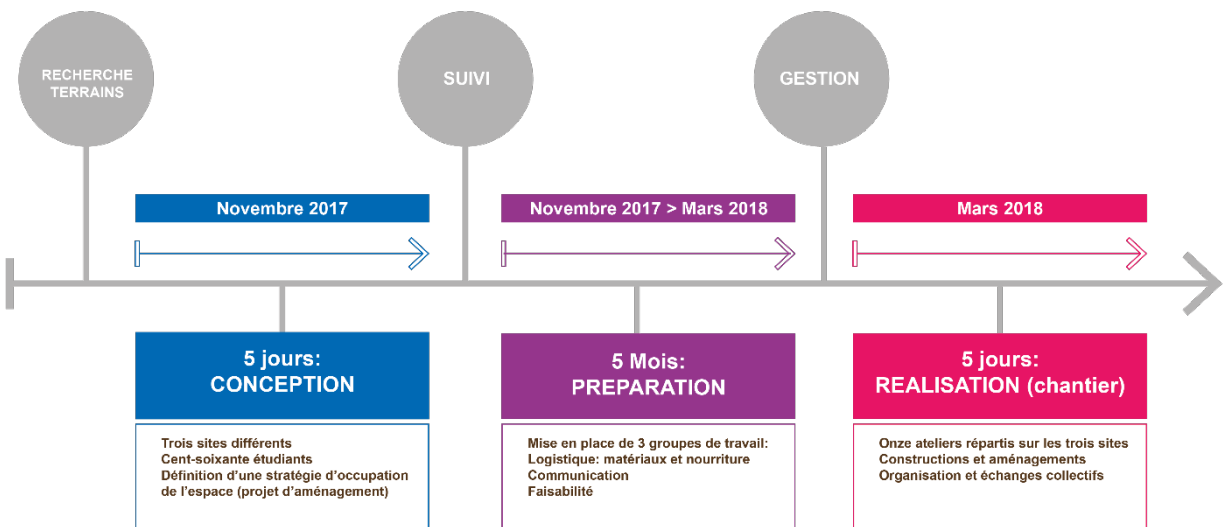 RECHERCHE
TERRAINS
SUIVI
GESTION
Novembre 2017
Novembre 2017 > Mars 2018
Mars 2018
5 jours:
CONCEPTION
5 Mois:
PREPARATION
5 jours:
REALISATION (chantier)
Trois sites différents
Cent-soixante étudiants
Définition d'une stratégie d'occupation
de l'espace (projet d'aménagement)
Mise en place de 3 groupes de travail:
Logistique: matériaux et nourriture
Communication
Faisabilité
Onze ateliers répartis sur les trois sites
Constructions et aménagements
Organisation et échanges collectifs